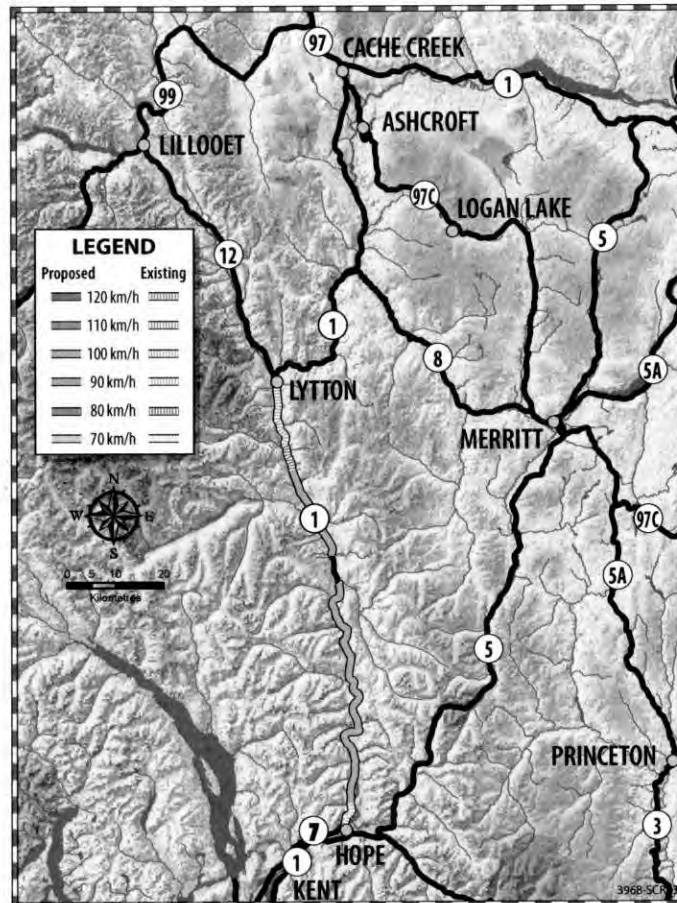 97
CACHE CREEK
1
99
ASHCROFT
LILLOOET
97C
LOGAN LAKE
5
LEGEND
Proposed Existing
120 km/h
110 km/h
100 km/h
90 km/h
80 km/h
70 km/h
12
1
8
5A
LYTTON
MERRITT
N
W E
S
1
97C
0 5 10 20
Kilometres
5A
5
PRINCETON
7
HOPE
3
1
KENT